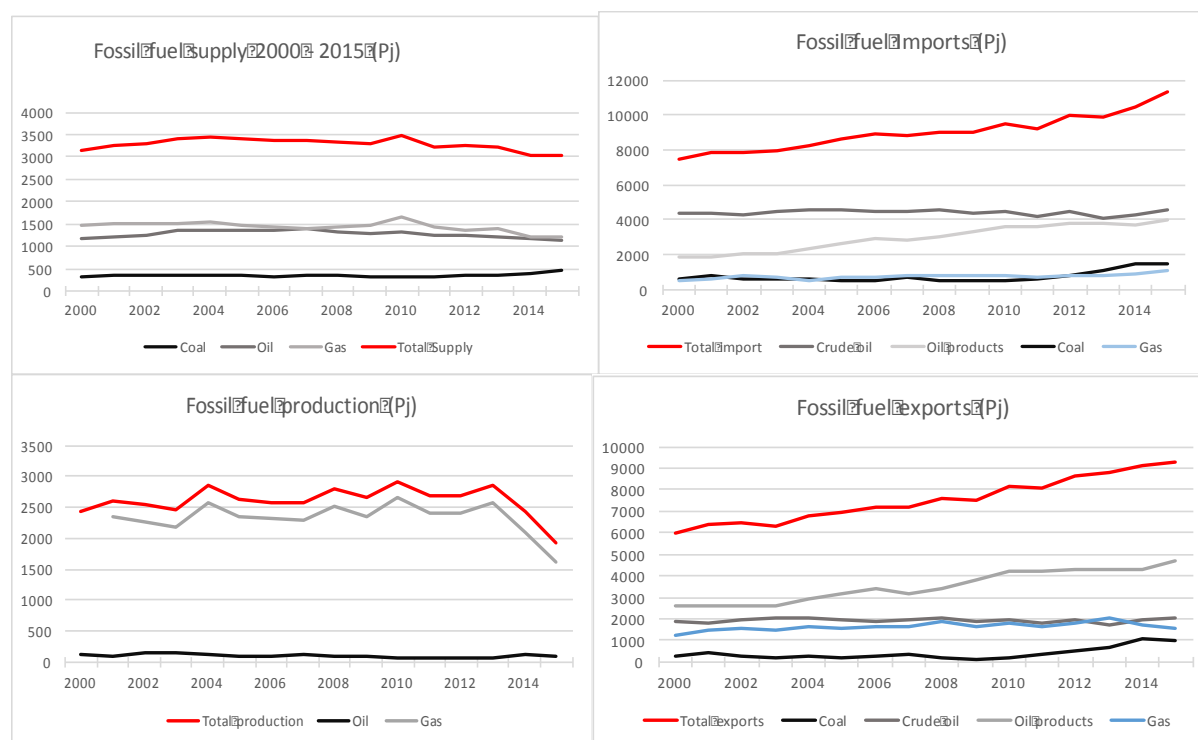 Fossil⍰fuel⍰supply⍰2000⍰-⍰2015⍰(Pj)
4000
3500
3000
2500
2000
1500
1000
500
0
2000 2002 2004 2006 2008 2010 2012 2014
Coal Oil Gas Total⍰Supply
Fossil⍰fuel⍰Imports⍰(Pj)
12000
10000
8000
6000
4000
2000
0
2000 2002 2004 2006 2008 2010 2012 2014
Total⍰Import Crude⍰oil Oil⍰products Coal Gas
Fossil⍰fuel⍰production⍰(Pj)
3500
3000
2500
2000
1500
1000
500
0
2000 2002 2004 2006 2008 2010 2012 2014
Total⍰production Oil Gas
Fossil⍰fuel⍰exports⍰(Pj)
10000
9000
8000
7000
6000
5000
4000
3000
2000
1000
0
2000 2002 2004 2006 2008 2010 2012 2014
Total⍰exports Coal Crude⍰oil Oil⍰products Gas